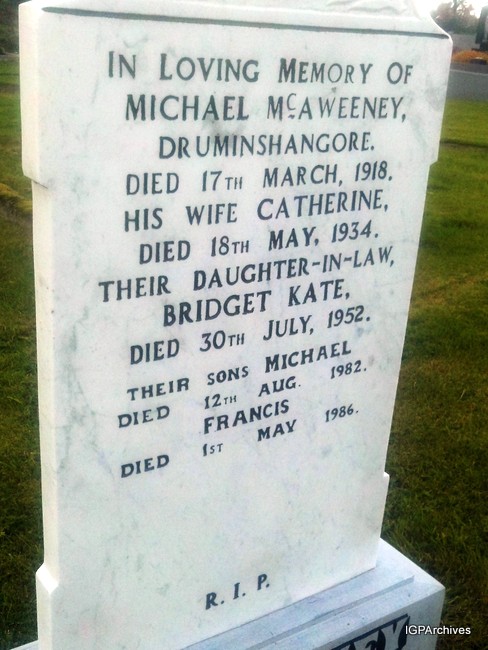 IN LOVING MEMORY OF
MICHAEL McAWEENEY,
DRUMINSHANGORE.
DIED 17TH MARCH, 1918.
HIS WIFE CATHERINE,
DIED 18TH MAY, 1934.
THEIR DAUGHTER-IN-LAW,
BRIDGET KATE,
DIED 30TH JULY, 1952.
THEIR SONS MICHAEL
DIED 12TH AUG. 1982.
FRANCIS
DIED 1ST MAY 1986.
R. I. P.
IGPArchives